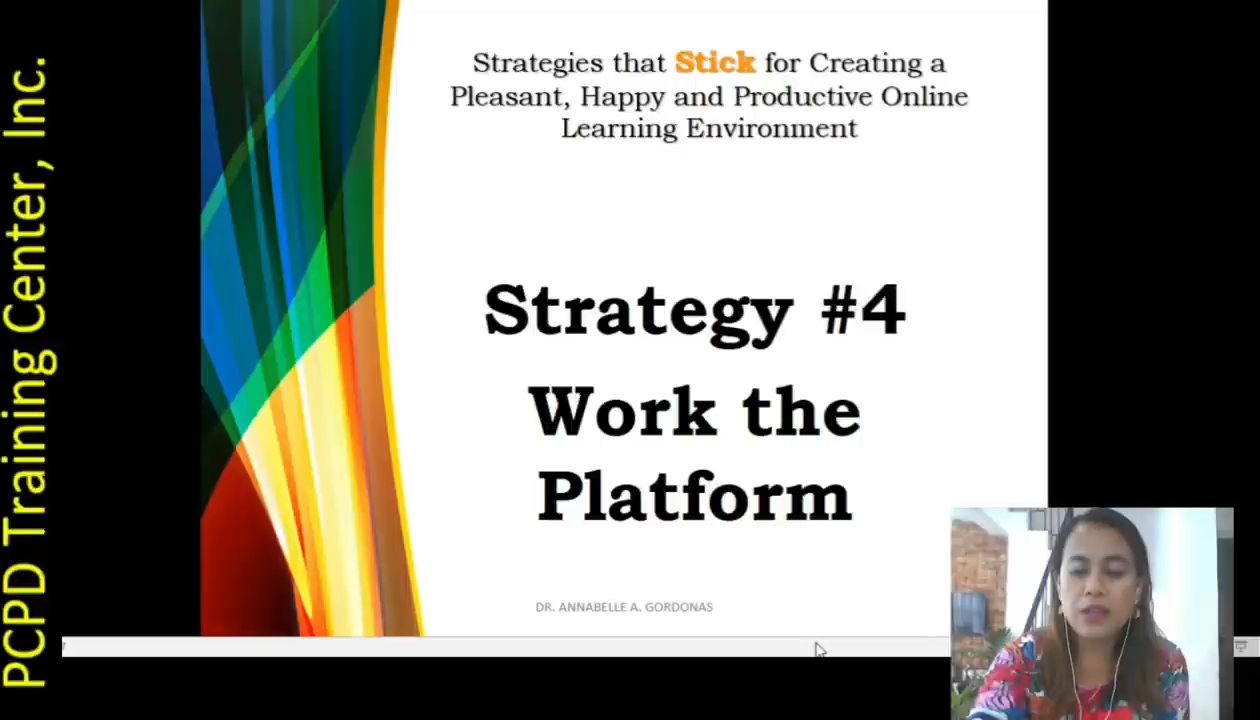 PCPD Training Center, Inc.
Strategies that Stick for Creating a
Pleasant, Happy and Productive Online
Learning Environment
Strategy #4
Work the
Platform
DR. ANNABELLE A. GORDONAS